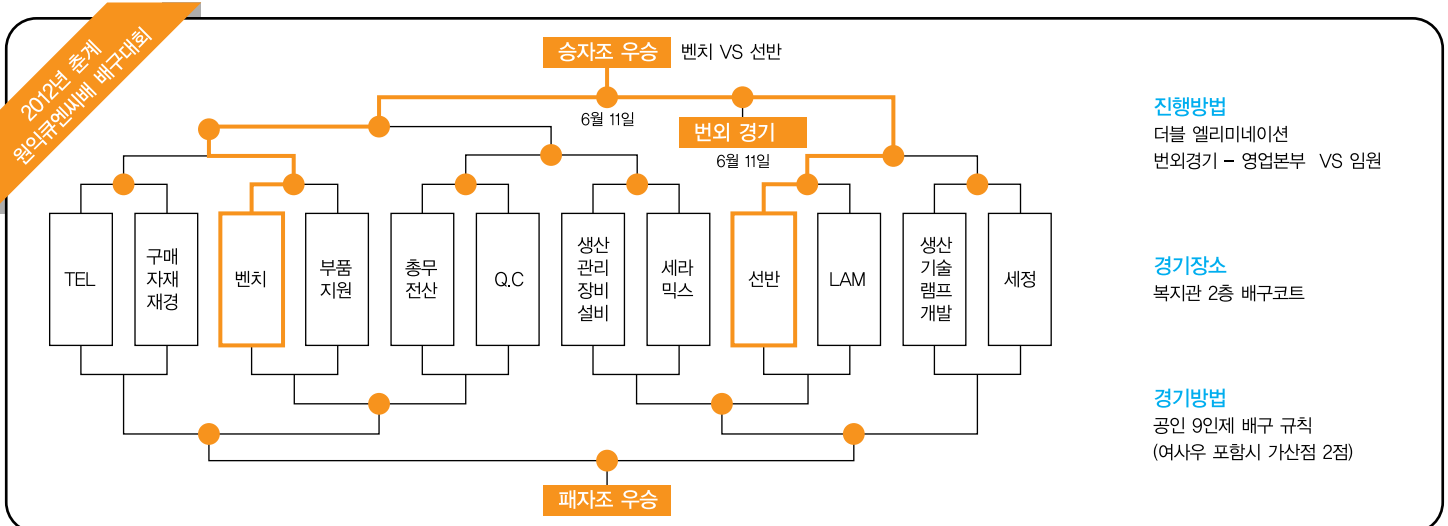 2012년 춘계
원익큐엔씨배 배구대회
승자조 우승
벤치 VS 선반
6월 11일
번외 경기
6월 11일
TEL
구매
자재
재경
벤치
부품
지원
총무
전산
Q.C
생산
관리
장비
설비
세라
믹스
선반
LAM
생산
기술
램프
개발
세정
패자조 우승
진행방법
더블 엘리미네이션
번외경기 – 영업본부 VS 임원
경기장소
복지관 2층 배구코트
경기방법
공인 9인제 배구 규칙
(여사우 포함시 가산점 2점)